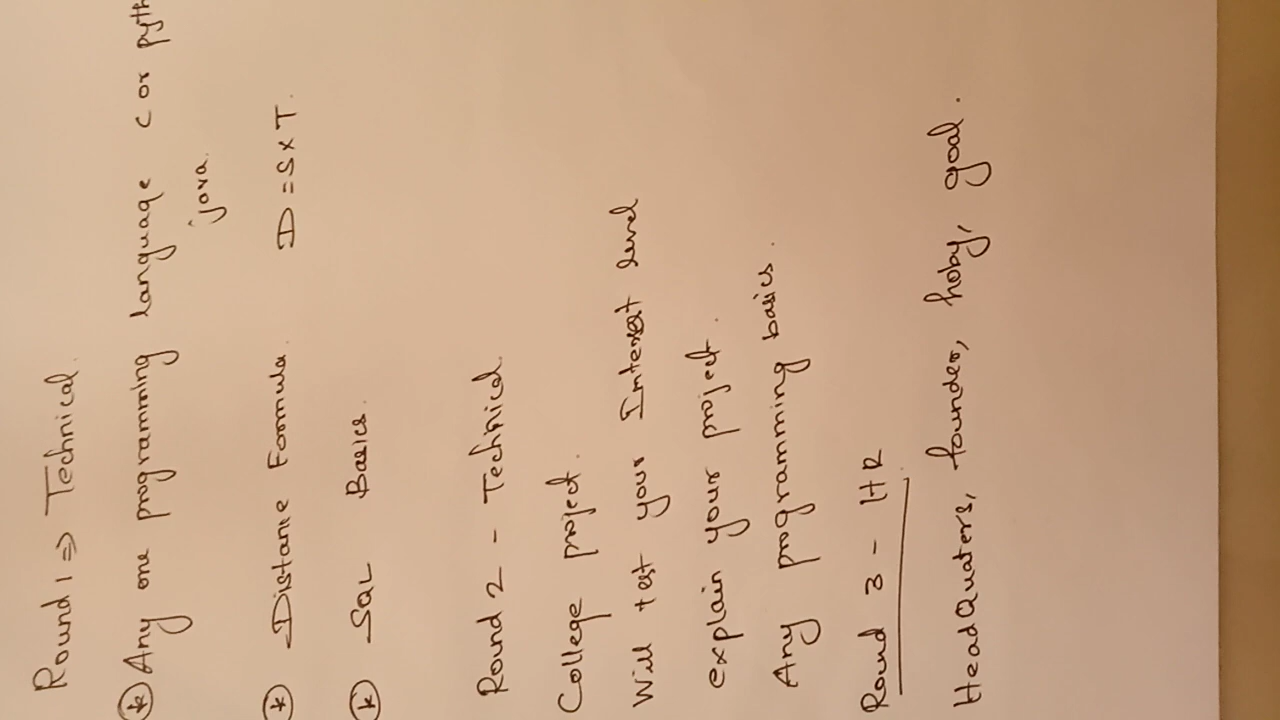 Round 1 => Technical.
* Any one programming language C or pyth
java.
* Distance Formula. D = S x T.
* SQL Basics.
Round 2 - Technical.
College project.
Will test your Interest level
explain your project.
Any programming basics.
Round 3 - HR
HeadQuaters, founder, hoby, goal.